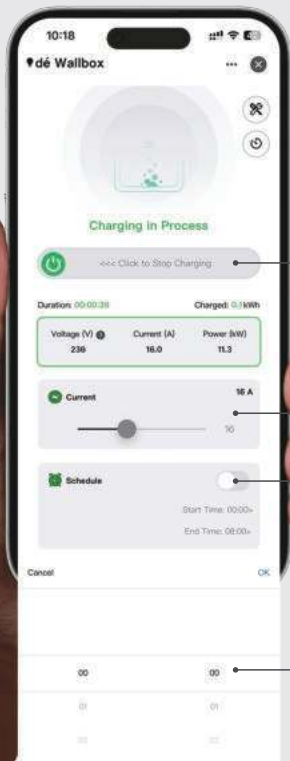 10:18
dé Wallbox
Charging in Process
<<< Click to Stop Charging
Duration: 00:00:39 Charged: 0.1kWh
Voltage (V) Current (A) Power (kW)
236 16.0 11.3
Current 16 A
16
Schedule
Start Time: 00:00>
End Time: 08:00>
Cancel OK
00 00
01 01